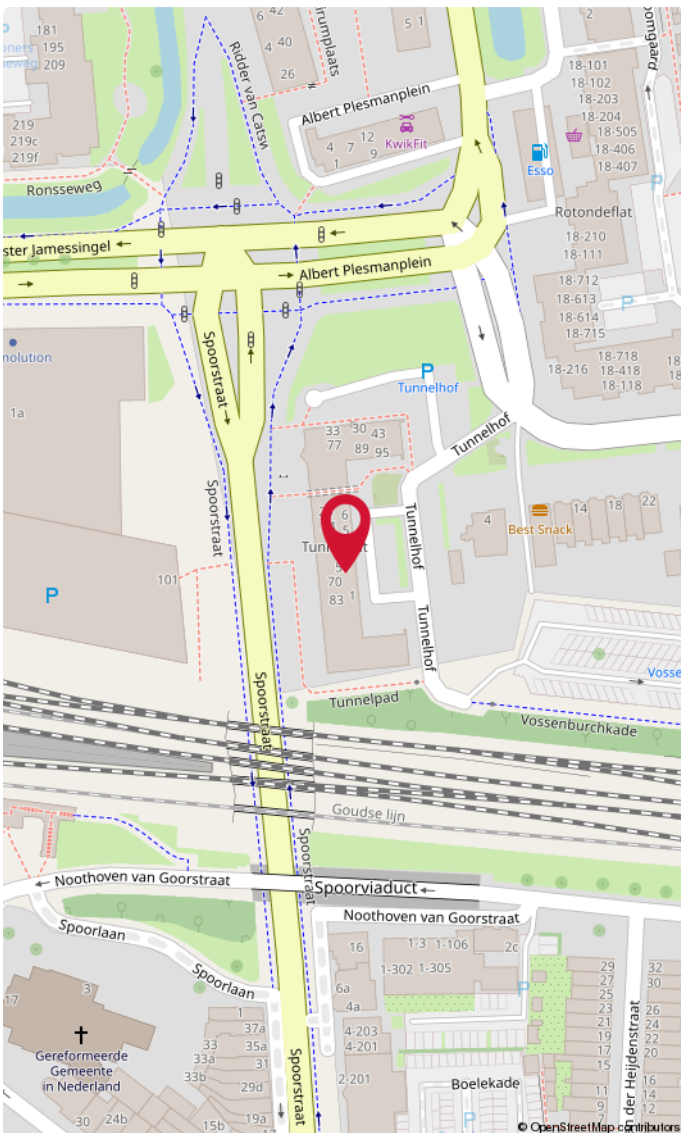 181
195
209
42
6
4
40
26
Ridder van Catsw
rumplaats
5 1
2
oomgaard
18-101
18-102
18-203
18-204
18-505
18-406
18-407
Albert Plesmanplein
KwikFit
4
7
12
1
9
Esso
P
219
219c
219f
Ronsseweg
Rotondeflat
18-210
18-111
ster Jamessingel
Albert Plesmanplein
18-712
18-613
18-614
18-715
P
nolution
Spoorstraat
P
Tunnelhof
18-216
18-718
18-418
18-118
1a
33
30
43
77
89
95
Tunnelhof
Spoorstraat
6
5
Tunnelhof
4
Best Snack
14
18
22
101
70
83
1
P
Tunnelhof
Spoorstraat
Tunnelpad
Vosse
Vossenburchkade
Goudse lijn
Spoorstraat
Noothoven van Goorstraat
Spoorviaduct
Noothoven van Goorstraat
Spoorlaan
Spoorlaan
16
1-3
1-106
2c
1-302
1-305
P
6a
4a
17
3
Gereformeerde
Gemeente
in Nederland
1
37a
35a
31
33
33a
33b
29d
4-203
4-201
2-201
29
27
25
23
21
19
17
15
11
9
7
32
30
26
24
22
20
16
14
12
n der Heijdenstraat
Spoorstraat
Boelekade
P
30
24b
15b
19a
© OpenStreetMap contributors